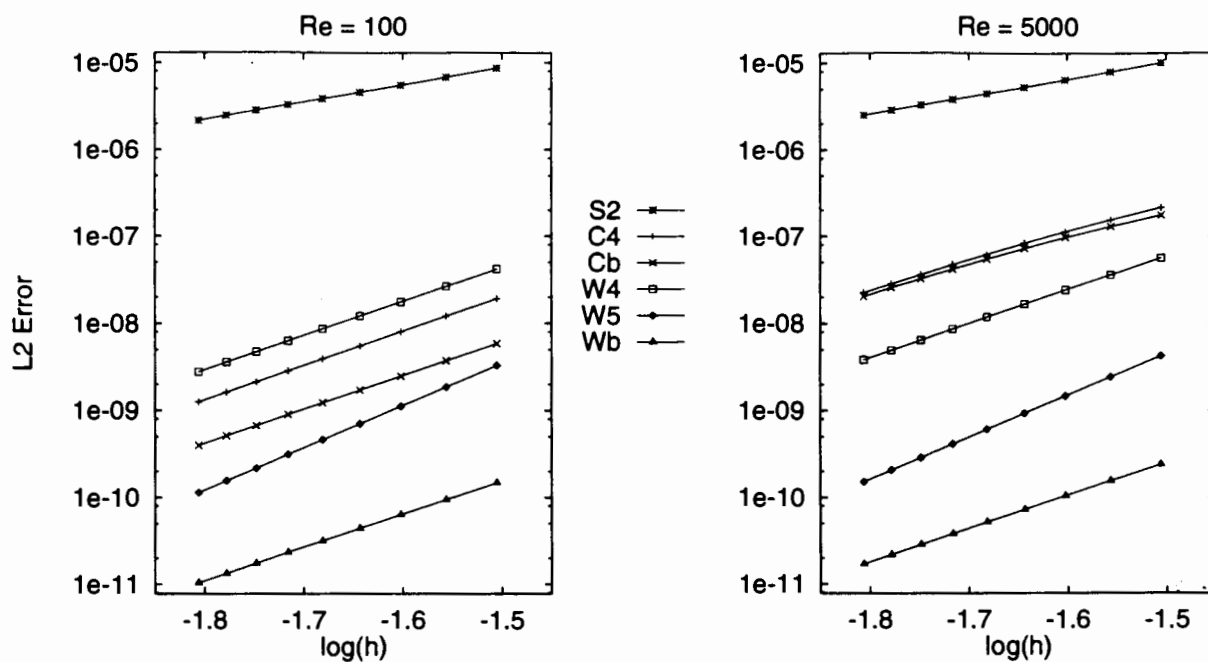 Re = 100
1e-05
1e-06
1e-07
1e-08
1e-09
1e-10
1e-11
L2 Error
-1.8
-1.7
-1.6
-1.5
log(h)
S2
C4
Cb
W4
W5
Wb
Re = 5000
1e-05
1e-06
1e-07
1e-08
1e-09
1e-10
1e-11
-1.8
-1.7
-1.6
-1.5
log(h)